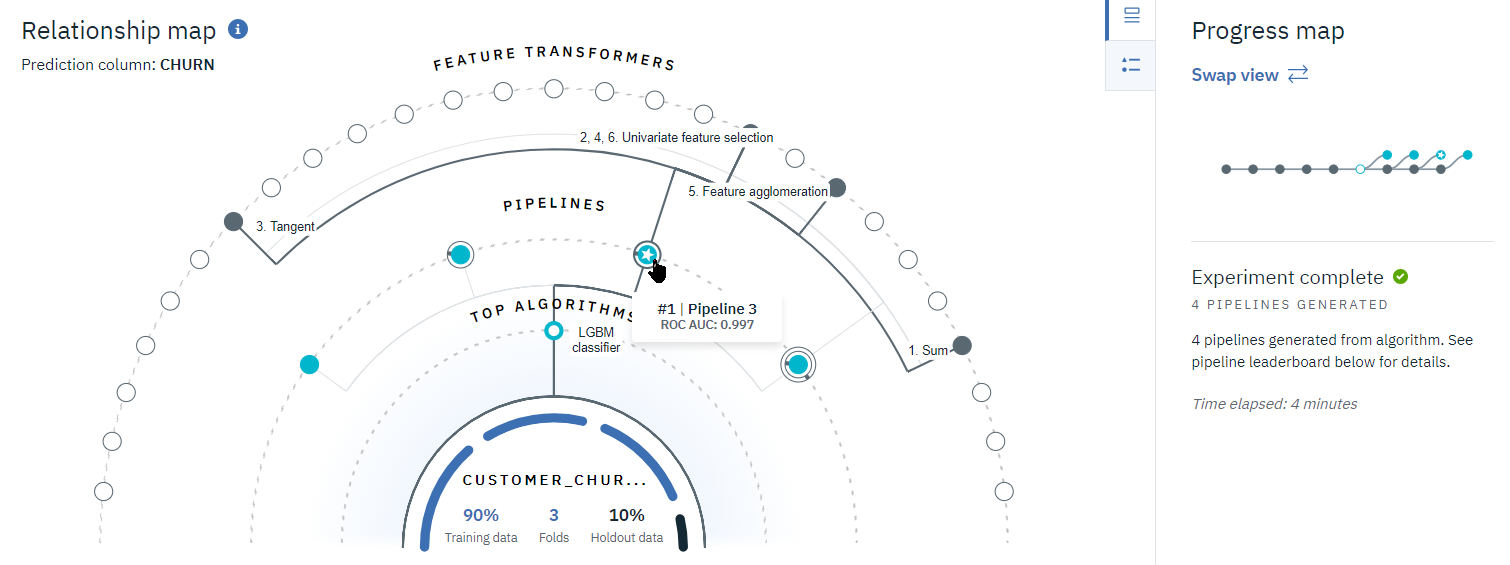 Relationship map
Prediction column: CHURN
FEATURE TRANSFORMERS
2, 4, 6. Univariate feature selection
5. Feature agglomeration
3. Tangent
PIPELINES
#1 | Pipeline 3
ROC AUC: 0.997
TOP ALGORITHMS
LGBM
classifier
1. Sum
CUSTOMER_CHUR...
90%
Training data
3
Folds
10%
Holdout data
Progress map
Swap view
Experiment complete
4 PIPELINES GENERATED
4 pipelines generated from algorithm. See
pipeline leaderboard below for details.
Time elapsed: 4 minutes